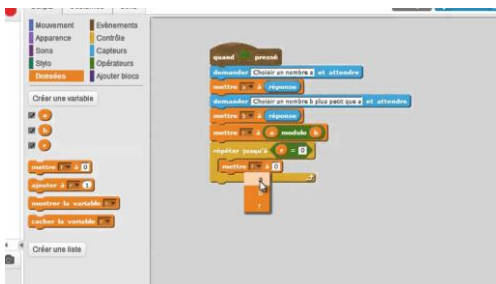 Mouvement
Evènements
Apparence
Contrôle
Sons
Capteurs
Stylo
Opérateurs
Données
Ajouter blocs
Créer une variable
a
b
r
mettre r à 0
ajouter à r 1
montrer la variable r
cacher la variable r
Créer une liste
quand pressé
demander Choisir un nombre a et attendre
mettre a à réponse
demander Choisir un nombre b plus petit que a et attendre
mettre b à réponse
mettre r à a modulo b
répéter jusqu'à r = 0
mettre r à 0